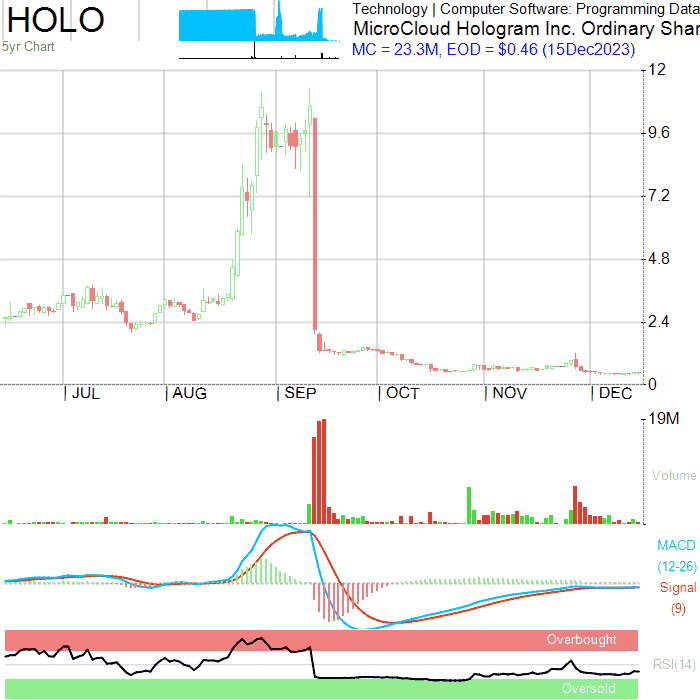 HOLO
5yr Chart
Technology | Computer Software: Programming Data
MicroCloud Hologram Inc. Ordinary Shar
MC = 23.3M, EOD = $0.46 (15Dec2023)
12
9.6
7.2
4.8
2.4
0
JUL AUG SEP OCT NOV DEC
19M
Volume
MACD
(12-26)
Signal
(9)
Overbought
RSI(14)
Oversold